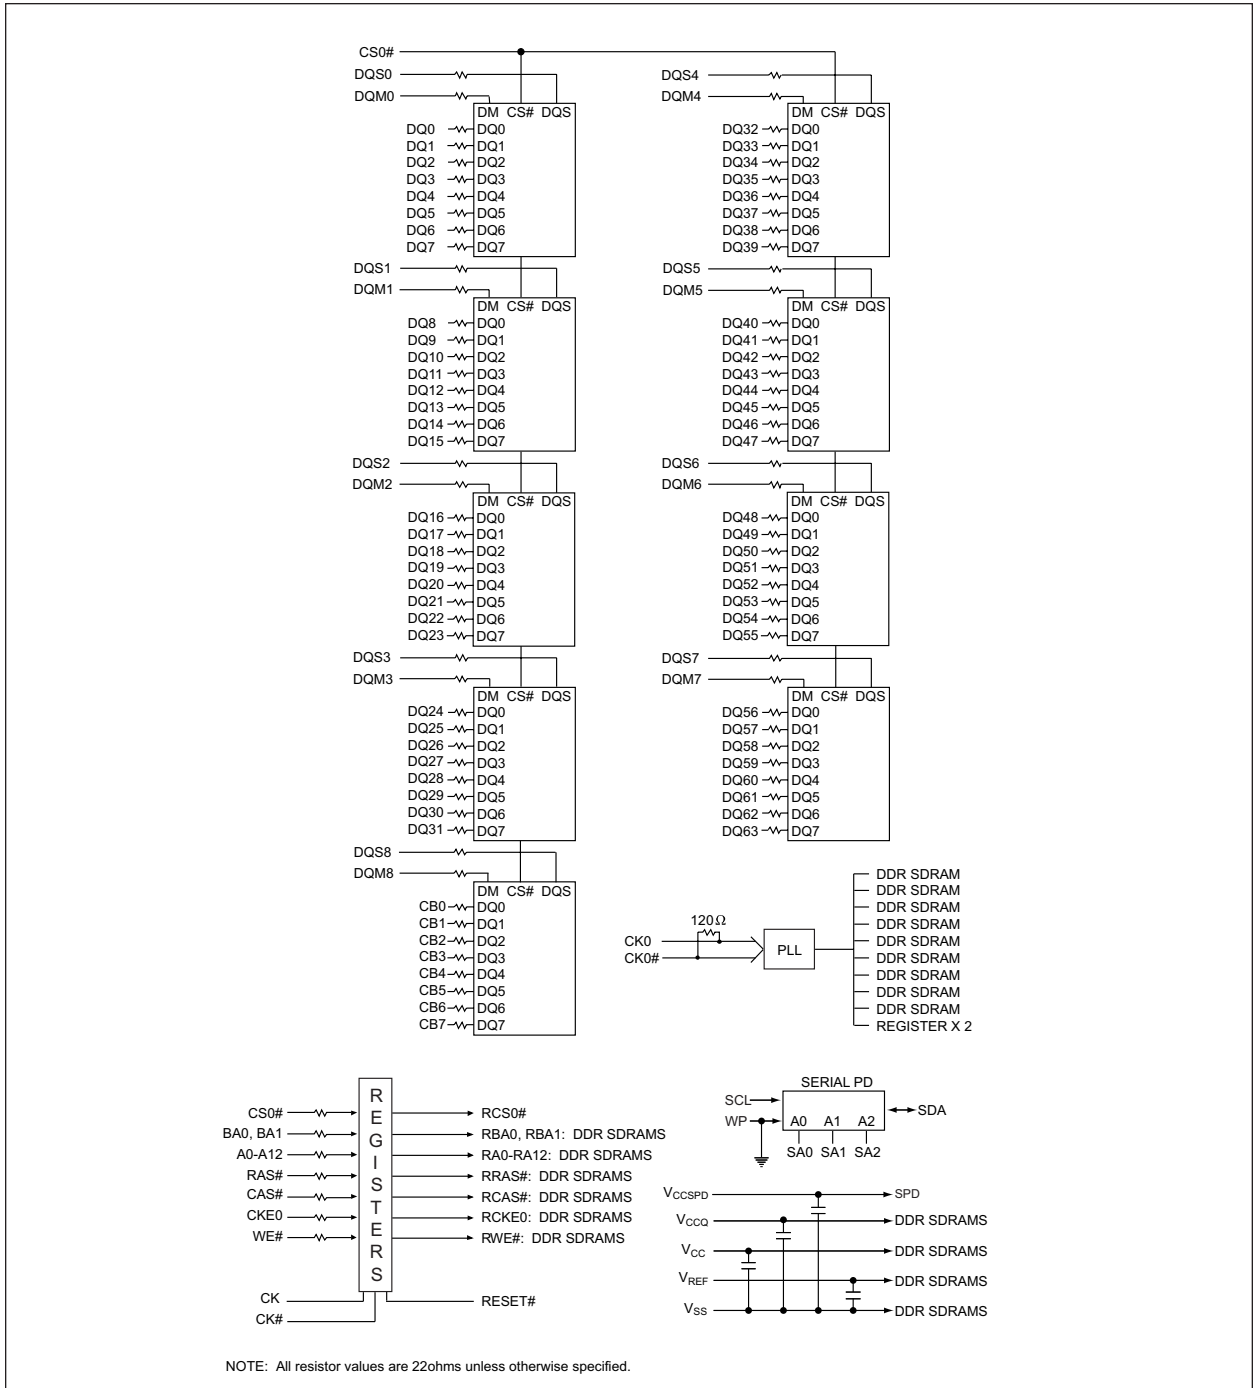 CS0#
DQS0
DQM0
DM CS# DQS
DQ0 DQ0
DQ1 DQ1
DQ2 DQ2
DQ3 DQ3
DQ4 DQ4
DQ5 DQ5
DQ6 DQ6
DQ7 DQ7
DQS1
DQM1
DM CS# DQS
DQ8 DQ0
DQ9 DQ1
DQ10 DQ2
DQ11 DQ3
DQ12 DQ4
DQ13 DQ5
DQ14 DQ6
DQ15 DQ7
DQS2
DQM2
DM CS# DQS
DQ16 DQ0
DQ17 DQ1
DQ18 DQ2
DQ19 DQ3
DQ20 DQ4
DQ21 DQ5
DQ22 DQ6
DQ23 DQ7
DQS3
DQM3
DM CS# DQS
DQ24 DQ0
DQ25 DQ1
DQ26 DQ2
DQ27 DQ3
DQ28 DQ4
DQ29 DQ5
DQ30 DQ6
DQ31 DQ7
DQS8
DQM8
DM CS# DQS
CB0 DQ0
CB1 DQ1
CB2 DQ2
CB3 DQ3
CB4 DQ4
CB5 DQ5
CB6 DQ6
CB7 DQ7
DQS4
DQM4
DM CS# DQS
DQ32 DQ0
DQ33 DQ1
DQ34 DQ2
DQ35 DQ3
DQ36 DQ4
DQ37 DQ5
DQ38 DQ6
DQ39 DQ7
DQS5
DQM5
DM CS# DQS
DQ40 DQ0
DQ41 DQ1
DQ42 DQ2
DQ43 DQ3
DQ44 DQ4
DQ45 DQ5
DQ46 DQ6
DQ47 DQ7
DQS6
DQM6
DM CS# DQS
DQ48 DQ0
DQ49 DQ1
DQ50 DQ2
DQ51 DQ3
DQ52 DQ4
DQ53 DQ5
DQ54 DQ6
DQ55 DQ7
DQS7
DQM7
DM CS# DQS
DQ56 DQ0
DQ57 DQ1
DQ58 DQ2
DQ59 DQ3
DQ60 DQ4
DQ61 DQ5
DQ62 DQ6
DQ63 DQ7
120Ω
CK0
CK0#
PLL
DDR SDRAM
DDR SDRAM
DDR SDRAM
DDR SDRAM
DDR SDRAM
DDR SDRAM
DDR SDRAM
DDR SDRAM
DDR SDRAM
REGISTER X 2
REGISTERS
CS0# RCS0#
BA0, BA1 RBA0, RBA1: DDR SDRAMS
A0-A12 RA0-RA12: DDR SDRAMS
RAS# RRAS#: DDR SDRAMS
CAS# RCAS#: DDR SDRAMS
CKE0 RCKE0: DDR SDRAMS
WE# RWE#: DDR SDRAMS
CK RESET#
CK#
SERIAL PD
SCL
WP A0 A1 A2 SDA
SA0 SA1 SA2
VCCSPD SPD
VCCQ DDR SDRAMS
VCC DDR SDRAMS
VREF DDR SDRAMS
VSS DDR SDRAMS
NOTE: All resistor values are 22ohms unless otherwise specified.